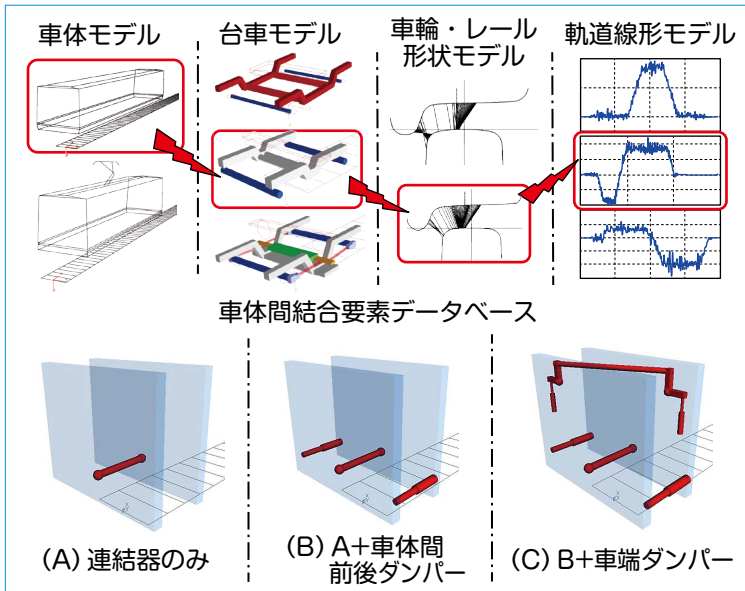 車体モデル
台車モデル
車輪・レール
形状モデル
軌道線形モデル
車体間結合要素データベース
(A) 連結器のみ
(B) A+車体間
前後ダンパー
(C) B+車端ダンパー